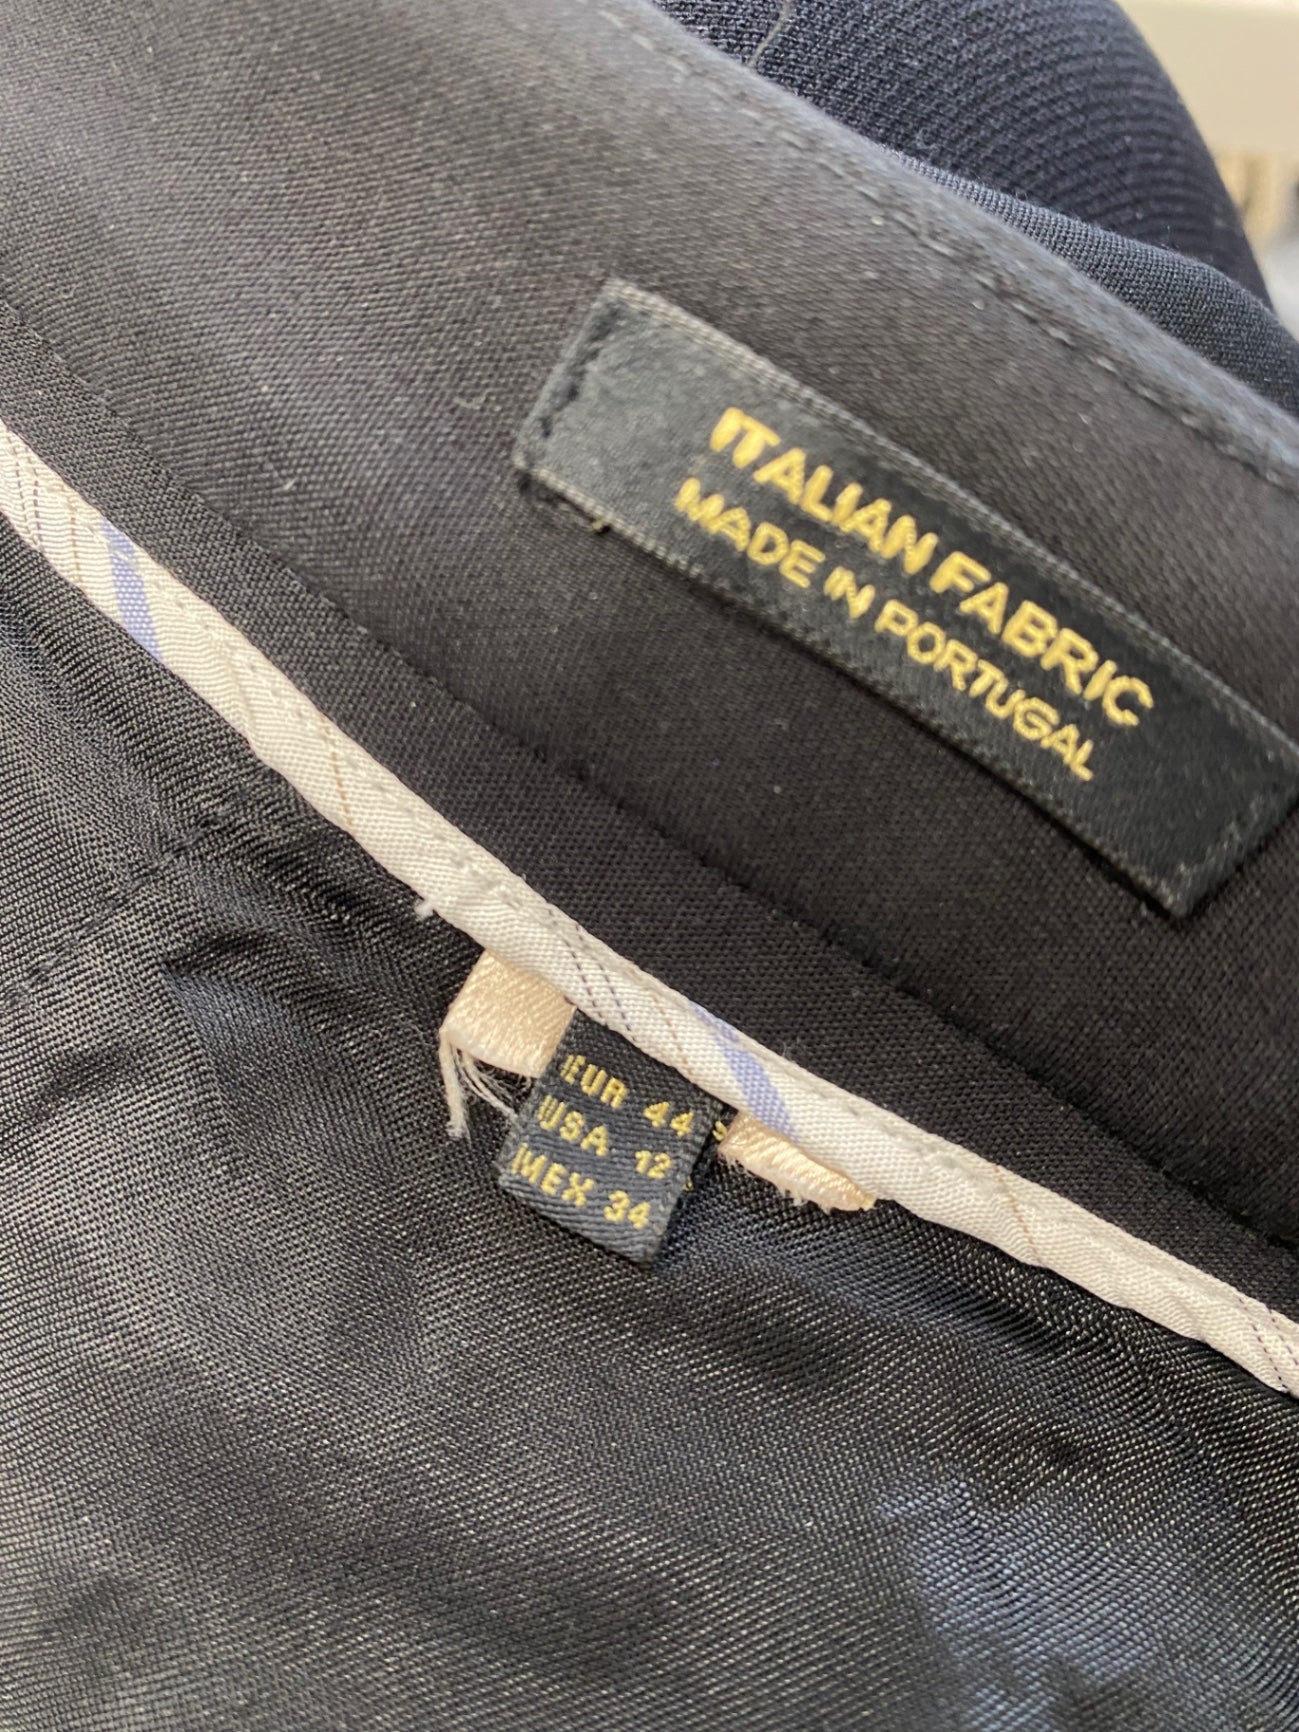 ITALIAN FABRIC
MADE IN PORTUGAL
EUR 44
USA 12
MEX 34